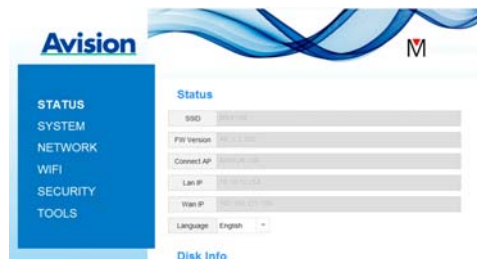 Avision
M
STATUS
SYSTEM
NETWORK
WIFI
SECURITY
TOOLS
Status
SSID
FW Version
Connect AP
Lan IP
Wan IP
Language English
Disk Info